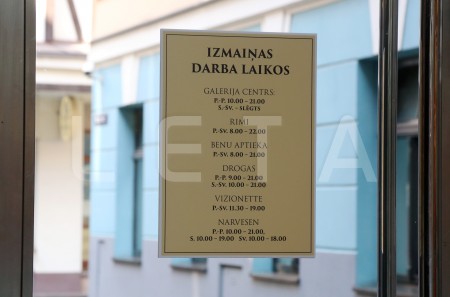 IZMAIŅAS
DARBA LAIKOS
GALERIJA CENTRS:
P.-P. 10.00 - 21.00
S.-SV. - SLĒGTS
RIMI
P.-SV. 8.00 - 22.00
BENU APTIEKA
P.-SV. 8.00 - 21.00
DROGAS
P.-P. 9.00 - 21.00
S.-SV. 10.00 - 21.00
VIZIONETTE
P.-SV. 11.30 - 19.00
NARVESEN
P.-P. 10.00 - 21.00.
S. 10.00 - 19.00 SV. 10.00 - 18.00
LETA